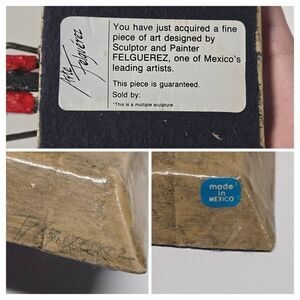 You have just acquired a fine
piece of art designed by
Sculptor and Painter
FELGUEREZ, one of Mexico's
leading artists.
This piece is guaranteed.
Sold by:
*This is a multiple sculpture
Felguerez
made
in
MEXICO